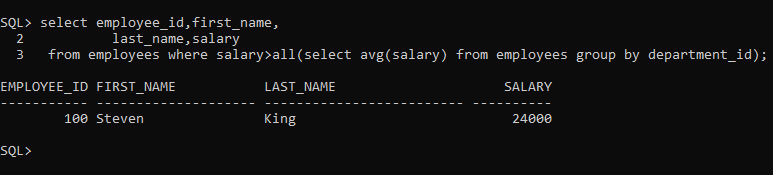 SQL> select employee_id,first_name,
2 last_name,salary
3 from employees where salary>all(select avg(salary) from employees group by department_id);
EMPLOYEE_ID FIRST_NAME LAST_NAME SALARY
----------- -------------------- ------------------------- ----------
100 Steven King 24000
SQL>